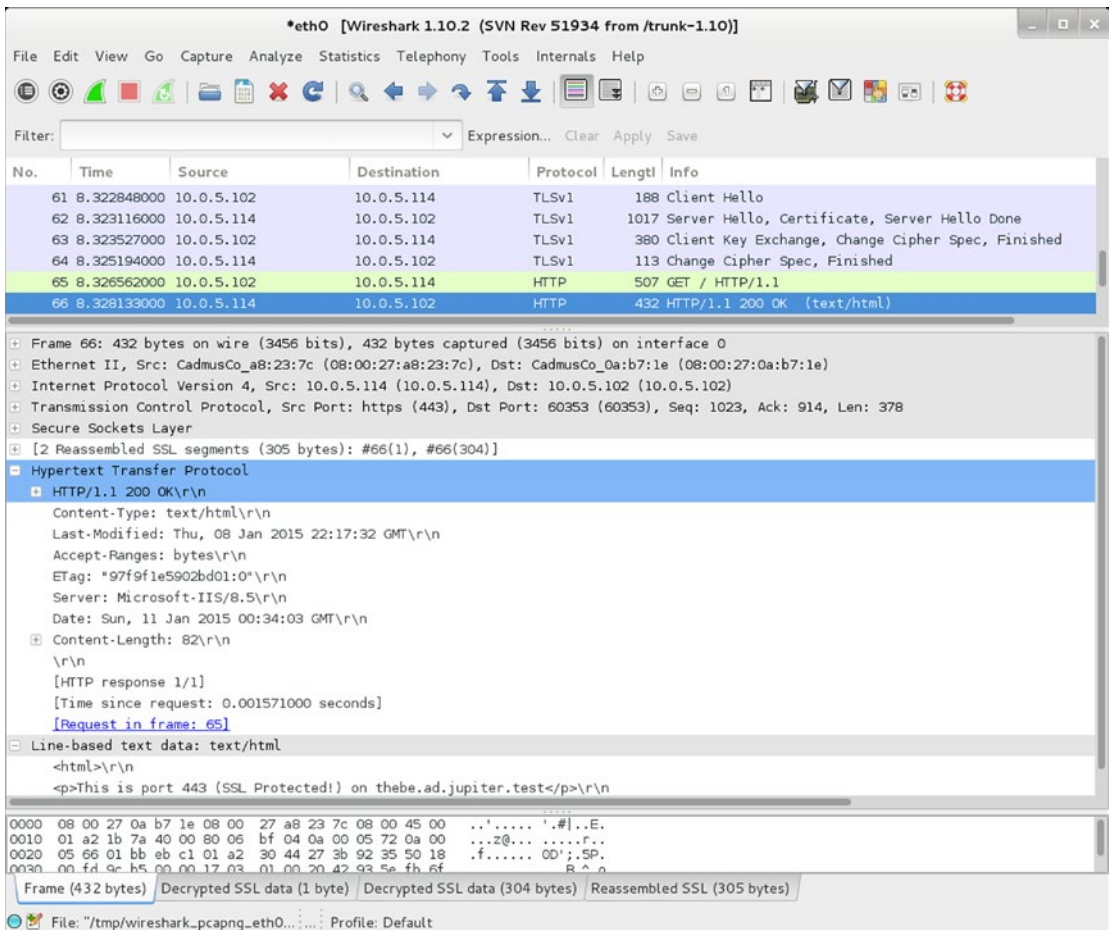 *eth0 [Wireshark 1.10.2 (SVN Rev 51934 from /trunk-1.10)]
File Edit View Go Capture Analyze Statistics Telephony Tools Internals Help
Filter: Expression... Clear Apply Save
No. Time Source Destination Protocol Lengtl Info
61 8.322848000 10.0.5.102 10.0.5.114 TLSv1 188 Client Hello
62 8.323116000 10.0.5.114 10.0.5.102 TLSv1 1017 Server Hello, Certificate, Server Hello Done
63 8.323527000 10.0.5.102 10.0.5.114 TLSv1 380 Client Key Exchange, Change Cipher Spec, Finished
64 8.325194000 10.0.5.114 10.0.5.102 TLSv1 113 Change Cipher Spec, Finished
65 8.326562000 10.0.5.102 10.0.5.114 HTTP 507 GET / HTTP/1.1
66 8.328133000 10.0.5.114 10.0.5.102 HTTP 432 HTTP/1.1 200 OK (text/html)
Frame 66: 432 bytes on wire (3456 bits), 432 bytes captured (3456 bits) on interface 0
Ethernet II, Src: CadmusCo_a8:23:7c (08:00:27:a8:23:7c), Dst: CadmusCo_0a:b7:1e (08:00:27:0a:b7:1e)
Internet Protocol Version 4, Src: 10.0.5.114 (10.0.5.114), Dst: 10.0.5.102 (10.0.5.102)
Transmission Control Protocol, Src Port: https (443), Dst Port: 60353 (60353), Seq: 1023, Ack: 914, Len: 378
Secure Sockets Layer
[2 Reassembled SSL segments (305 bytes): #66(1), #66(304)]
Hypertext Transfer Protocol
HTTP/1.1 200 OK\r\n
Content-Type: text/html\r\n
Last-Modified: Thu, 08 Jan 2015 22:17:32 GMT\r\n
Accept-Ranges: bytes\r\n
ETag: "97f9f1e5902bd01:0"\r\n
Server: Microsoft-IIS/8.5\r\n
Date: Sun, 11 Jan 2015 00:34:03 GMT\r\n
Content-Length: 82\r\n
\r\n
[HTTP response 1/1]
[Time since request: 0.001571000 seconds]
[Request in frame: 65]
Line-based text data: text/html
<html>\r\n
<p>This is port 443 (SSL Protected!) on thebe.ad.jupiter.test</p>\r\n
0000 08 00 27 0a b7 1e 08 00 27 a8 23 7c 08 00 45 00 ..'..... '.#|..E.
0010 01 a2 1b 7a 40 00 80 06 bf 04 0a 00 05 72 0a 00 ...z@... .....r..
0020 05 66 01 bb eb c1 01 a2 30 44 27 3b 92 35 50 18 .f...... 0D';.5P.
0030 00 fd 9c b5 00 00 17 03 01 00 20 42 93 5e fb 6f
Frame (432 bytes) Decrypted SSL data (1 byte) Decrypted SSL data (304 bytes) Reassembled SSL (305 bytes)
File: "/tmp/wireshark_pcapng_eth0... ... Profile: Default